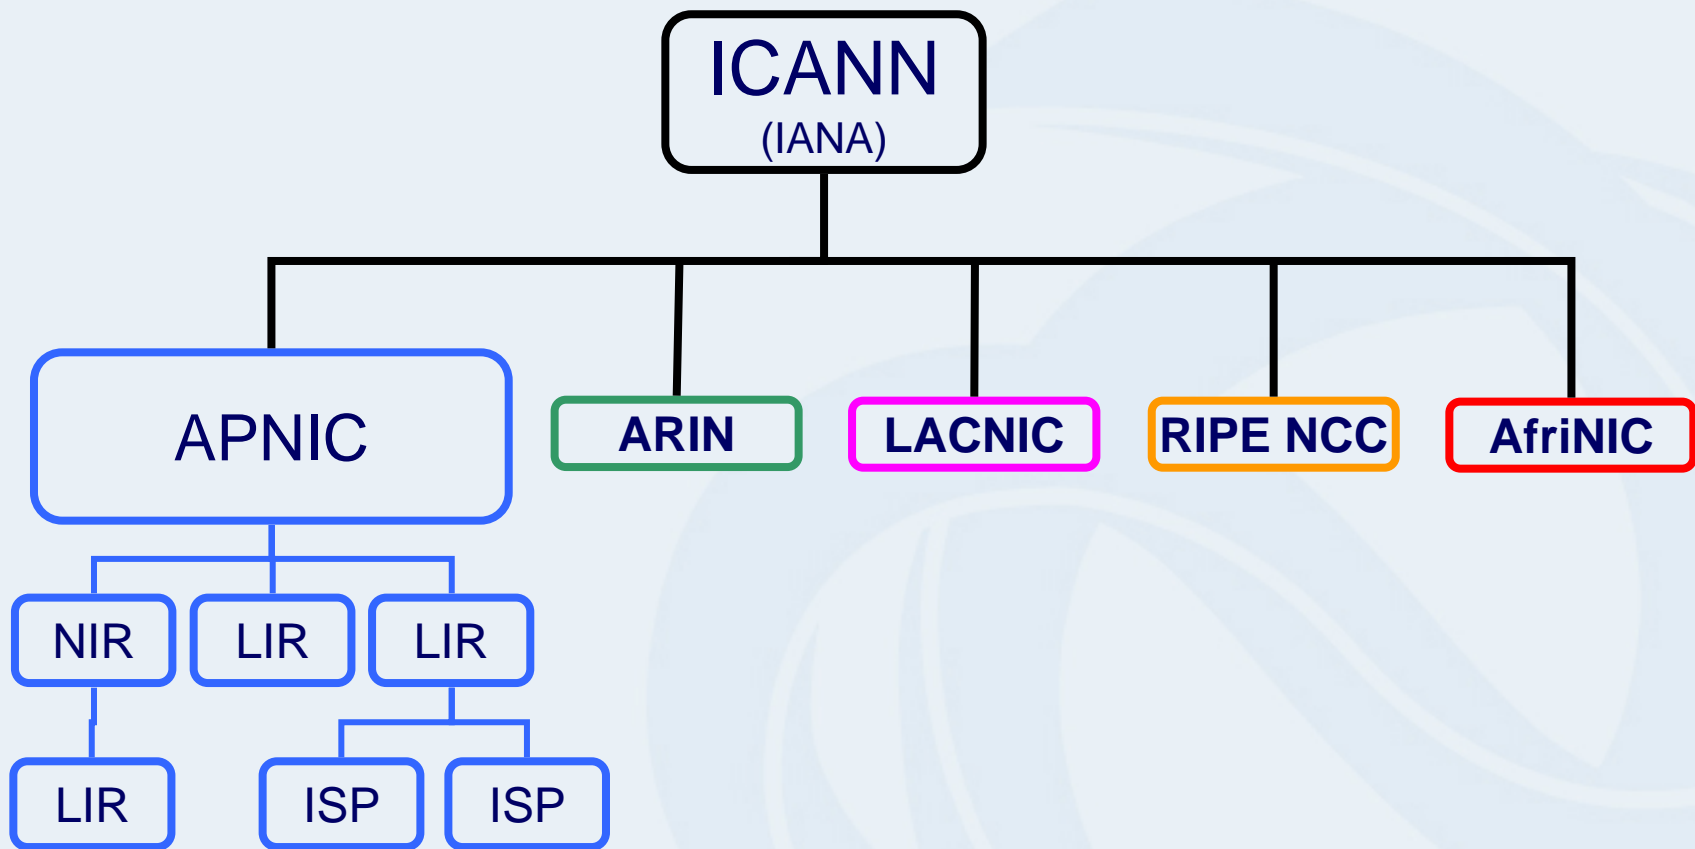 ICANN
(IANA)
APNIC
ARIN
LACNIC
RIPE NCC
AfriNIC
NIR
LIR
LIR
LIR
ISP
ISP